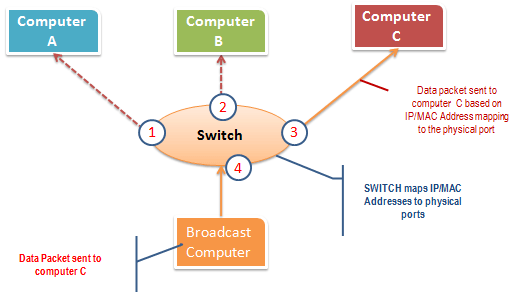 Computer
A
Computer
B
Computer
C
Data packet sent to
computer C based on
IP/MAC Address mapping
to the physical port
2
1
Switch
3
4
SWITCH maps IP/MAC
Addresses to physical
ports
Broadcast
Computer
Data Packet sent to
computer C